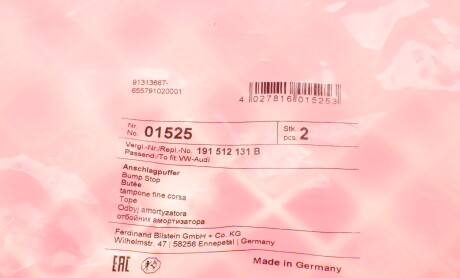 91313667-
655791020001
4 027816 015253
Nr.
No. 01525
Stk.
pcs. 2
Vergl.-Nr./Repl.-No. 191 512 131 B
Passend/To fit: VW-Audi
Anschlagpuffer
Bump Stop
Butée
tampone fine corsa
Tope
Odbój amortyzatora
отбойник амортизатора
Ferdinand Bilstein GmbH + Co. KG
Wilhelmstr. 47 | 58256 Ennepetal | Germany
EAC
Made in Germany